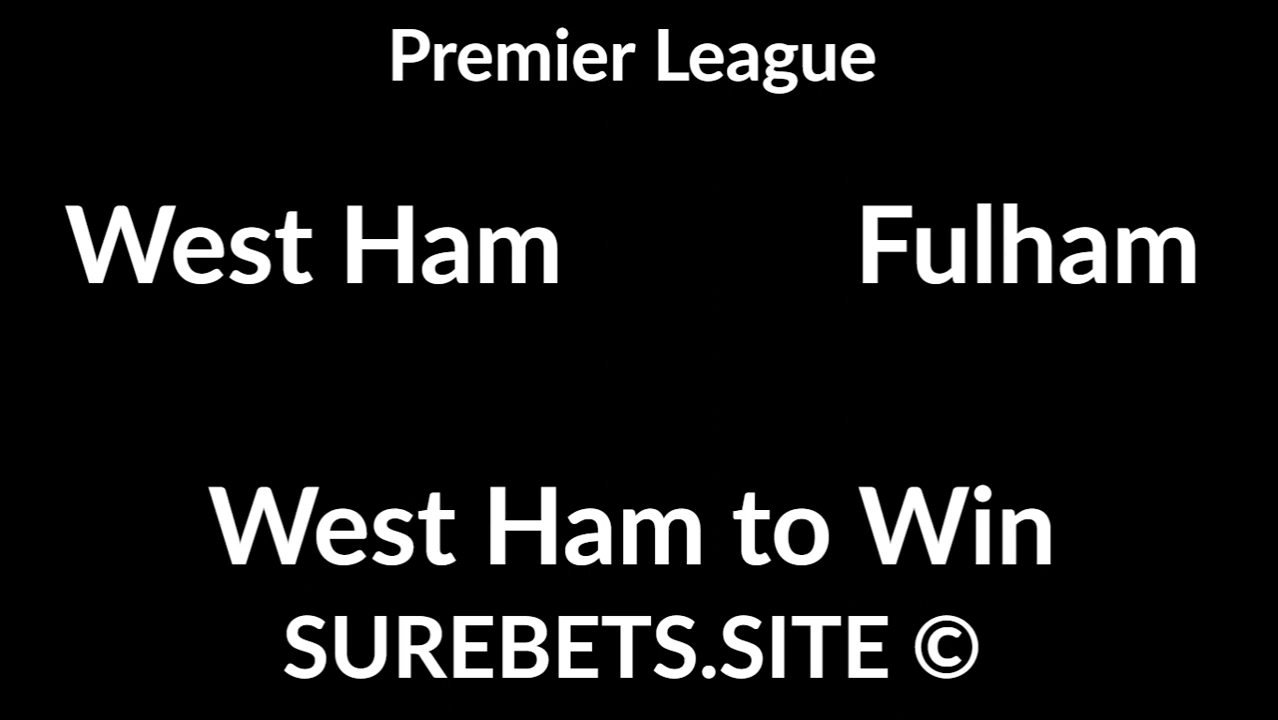 Premier League
West Ham Fulham
West Ham to Win
SUREBETS.SITE ©